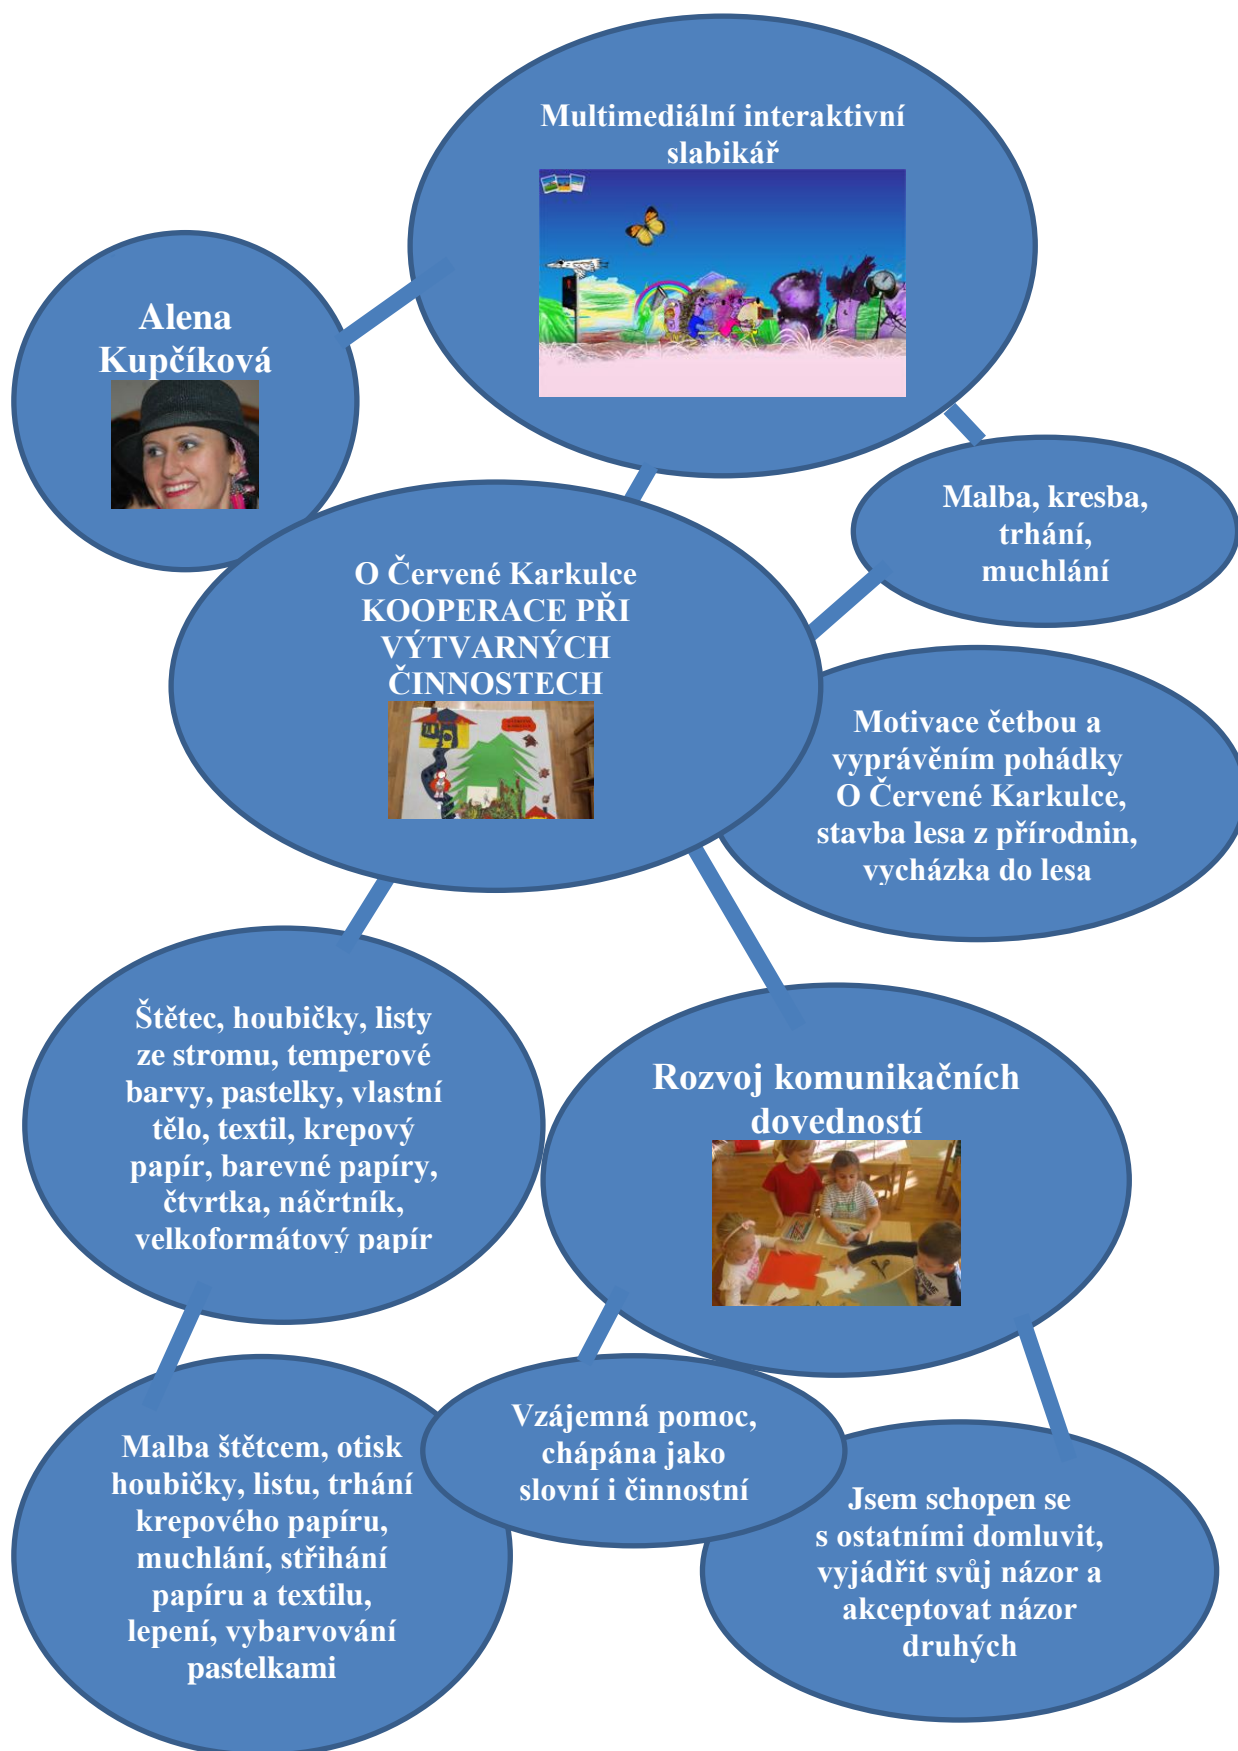 Multimediální interaktivní
slabikář
Alena
Kupčíková
Malba, kresba,
trhání,
muchlání
O Červené Karkulce
KOOPERACE PŘI
VÝTVARNÝCH
ČINNOSTECH
Motivace četbou a
vyprávěním pohádky
O Červené Karkulce,
stavba lesa z přírodnin,
vycházka do lesa
Štětec, houbičky, listy
ze stromu, temperové
barvy, pastelky, vlastní
tělo, textil, krepový
papír, barevné papíry,
čtvrtka, náčrtník,
velkoformátový papír
Rozvoj komunikačních
dovedností
Vzájemná pomoc,
chápána jako
slovní i činnostní
Malba štětcem, otisk
houbičky, listu, trhání
krepového papíru,
muchlání, střihání
papíru a textilu,
lepení, vybarvování
pastelkami
Jsem schopen se
s ostatními domluvit,
vyjádřit svůj názor a
akceptovat názor
druhých